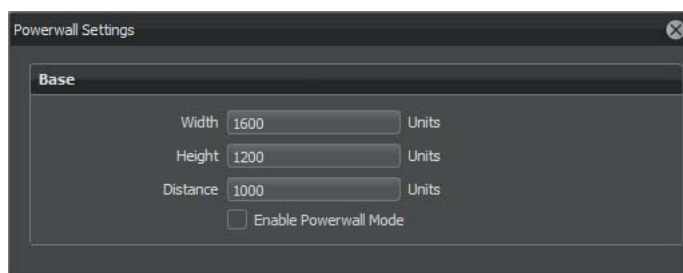 Powerwall Settings
Base
Width 1600 Units
Height 1200 Units
Distance 1000 Units
Enable Powerwall Mode